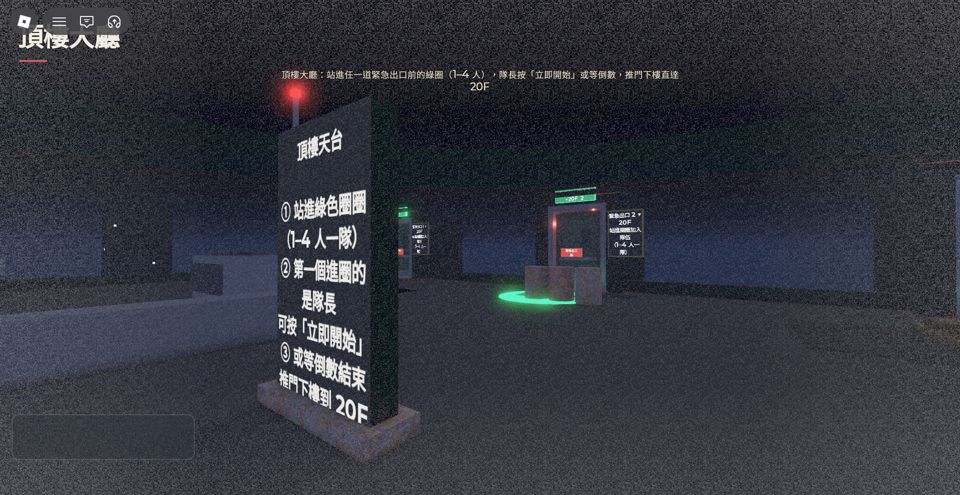 頂樓大廳
頂樓大廳：站進任一道緊急出口前的綠圈（1–4 人），隊長按「立即開始」或等倒數，推門下樓直達
20F
頂樓天台
① 站進綠色圈圈
（1–4 人一隊）
② 第一個進圈的
是隊長
可按「立即開始」
③ 或等倒數結束
推門下樓到 20F
緊急出口 2
20F
站進綠圈加入
隊伍
（1–4 人一
隊）